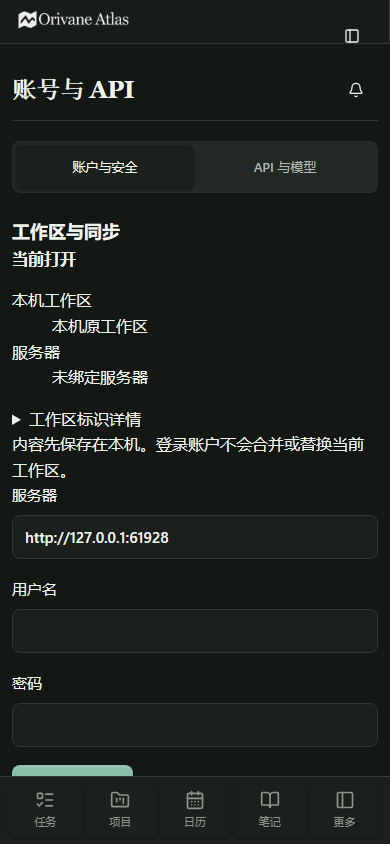 Orivane Atlas
账号与 API
账户与安全
API 与模型
工作区与同步
当前打开
本机工作区
本机原工作区
服务器
未绑定服务器
工作区标识详情
内容先保存在本机。登录账户不会合并或替换当前
工作区。
服务器
http://127.0.0.1:61928
用户名
密码
任务
项目
日历
笔记
更多